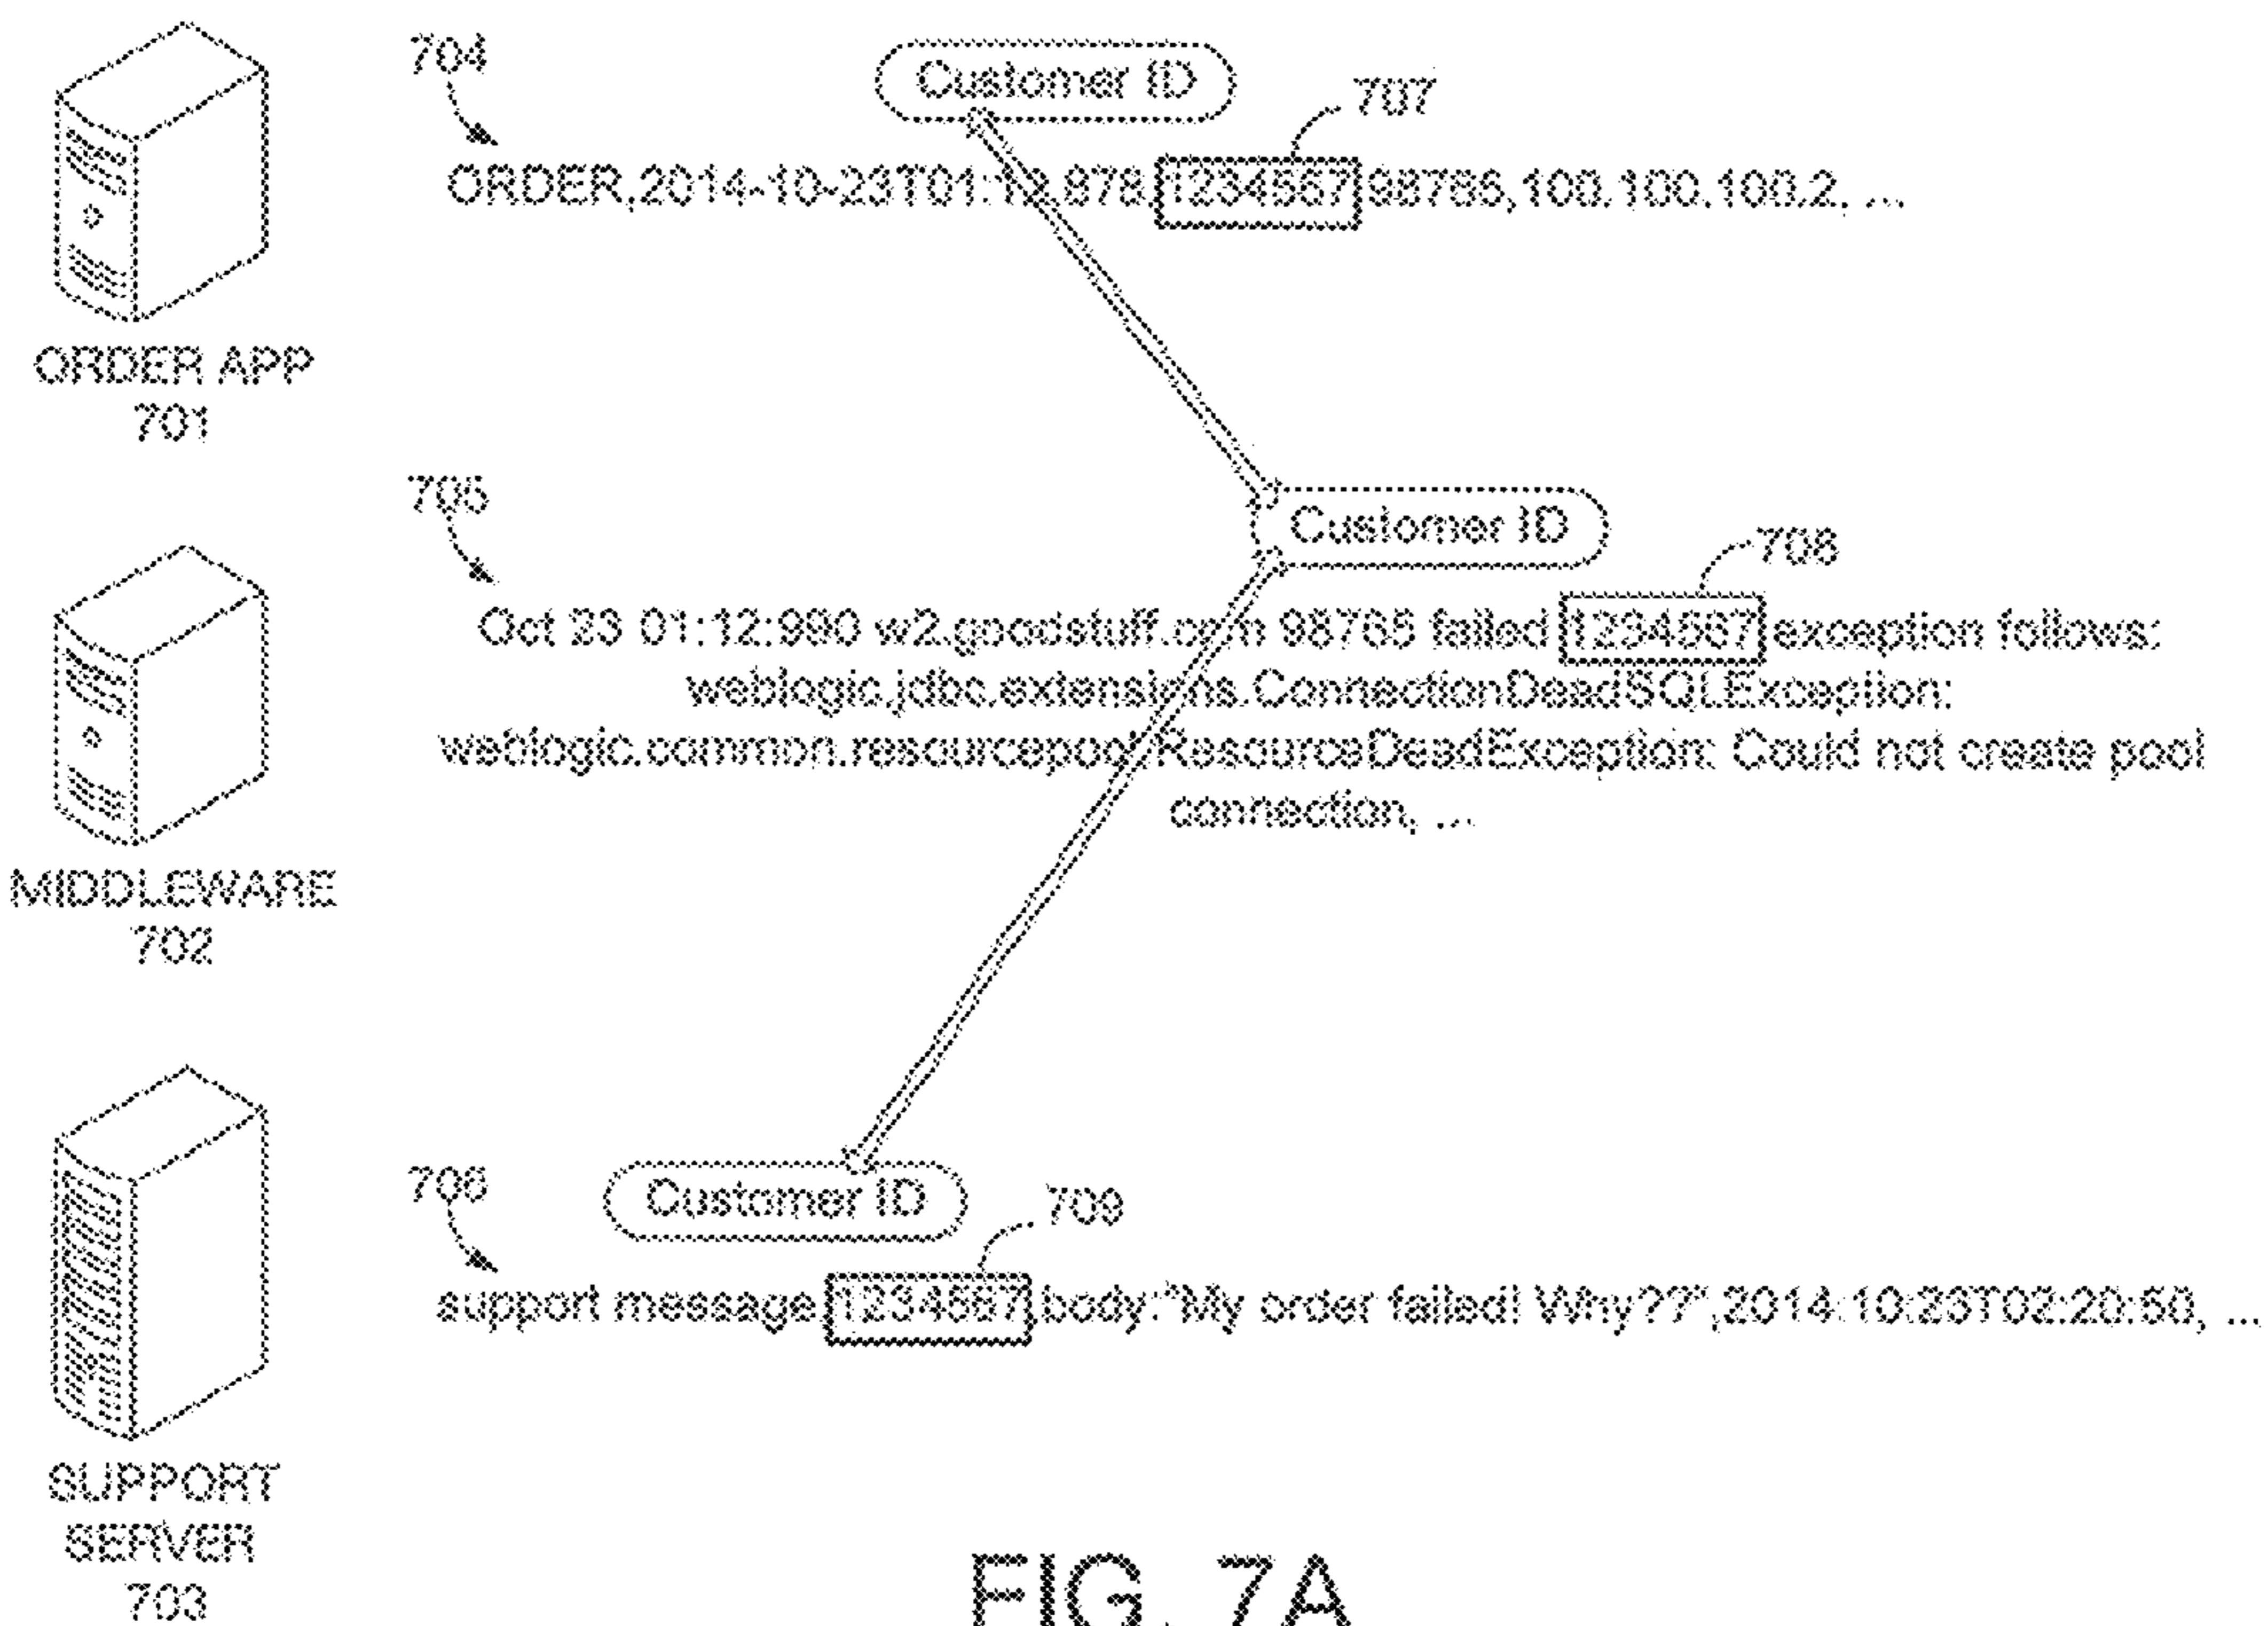 704
Customer ID
707
ORDER,2014-10-23T01:12.878,1234567,98766,100.100.100.2, ...
ORDER APP
701
705
Customer ID
708
Oct 23 01:12:990 w2.goodstuff.com 98765 failed 1234567 exception follows:
weblogic.jdbc.extensions.ConnectionDeadSQLException:
weblogic.common.resourcepool.ResourceDeadException: Could not create pool
connection, ...
MIDDLEWARE
702
706
Customer ID
709
support message,1234567,body:"My order failed! Why??",2014:10:23T02:20:50, ...
SUPPORT
SERVER
703
FIG. 7A